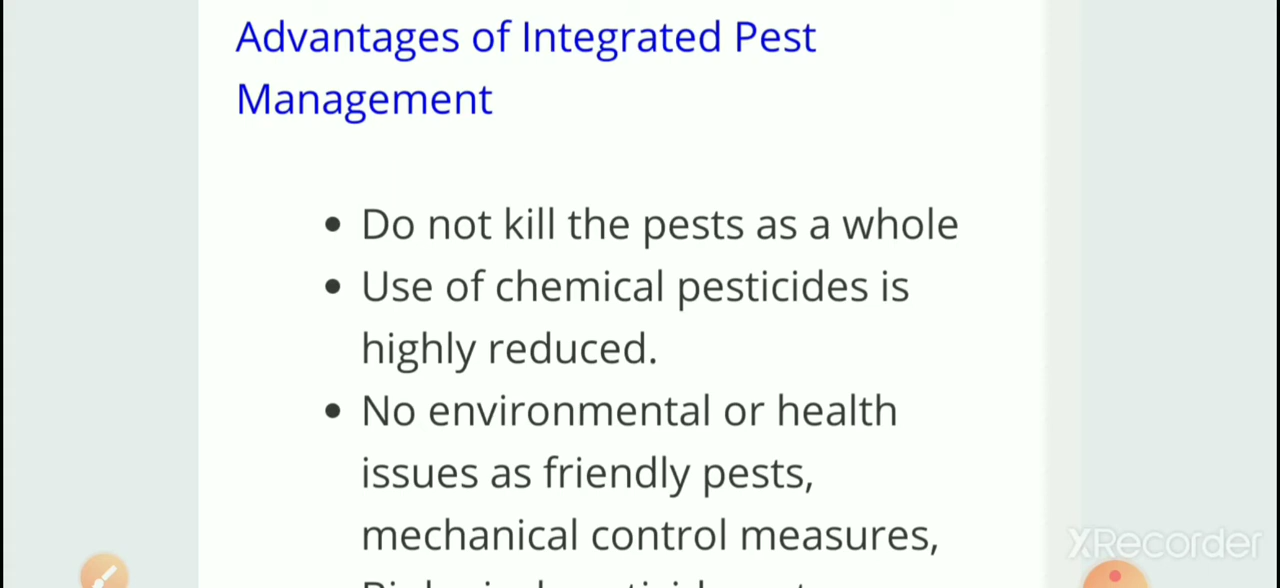 Advantages of Integrated Pest
Management
• Do not kill the pests as a whole
• Use of chemical pesticides is
highly reduced.
• No environmental or health
issues as friendly pests,
mechanical control measures,
XRecorder